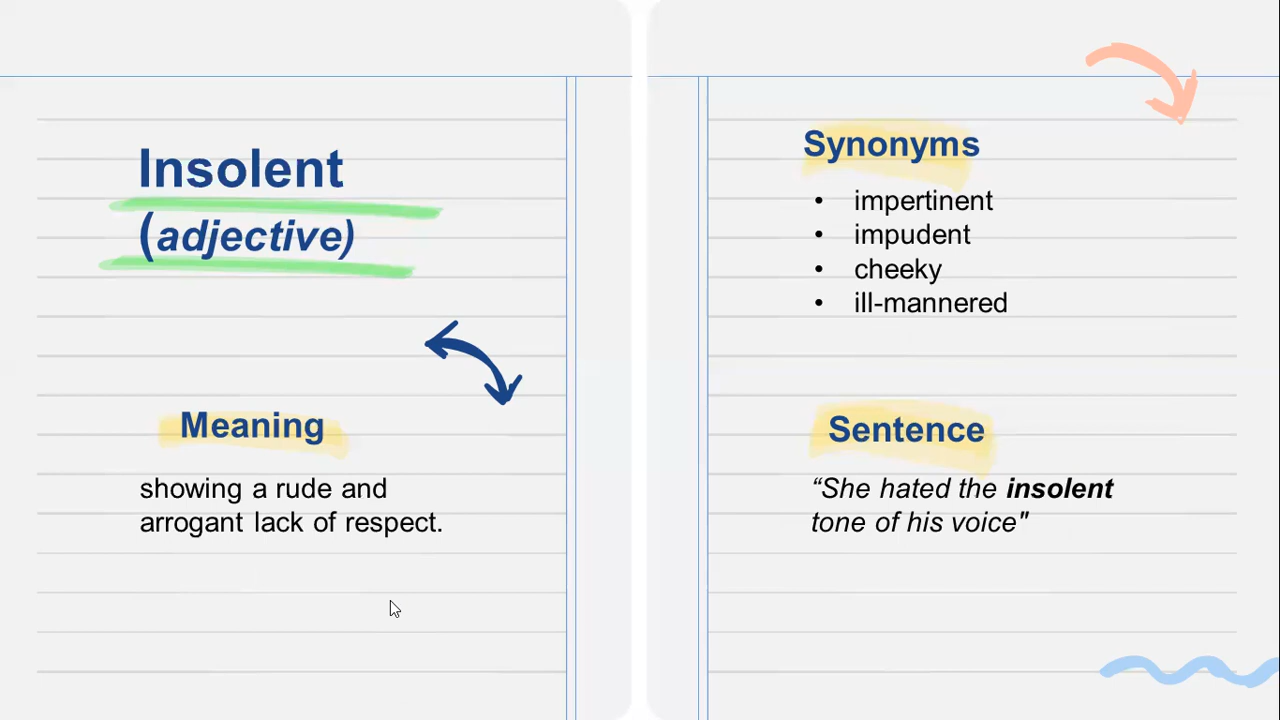 Insolent
(adjective)
Meaning
showing a rude and
arrogant lack of respect.
Synonyms
• impertinent
• impudent
• cheeky
• ill-mannered
Sentence
“She hated the insolent
tone of his voice"